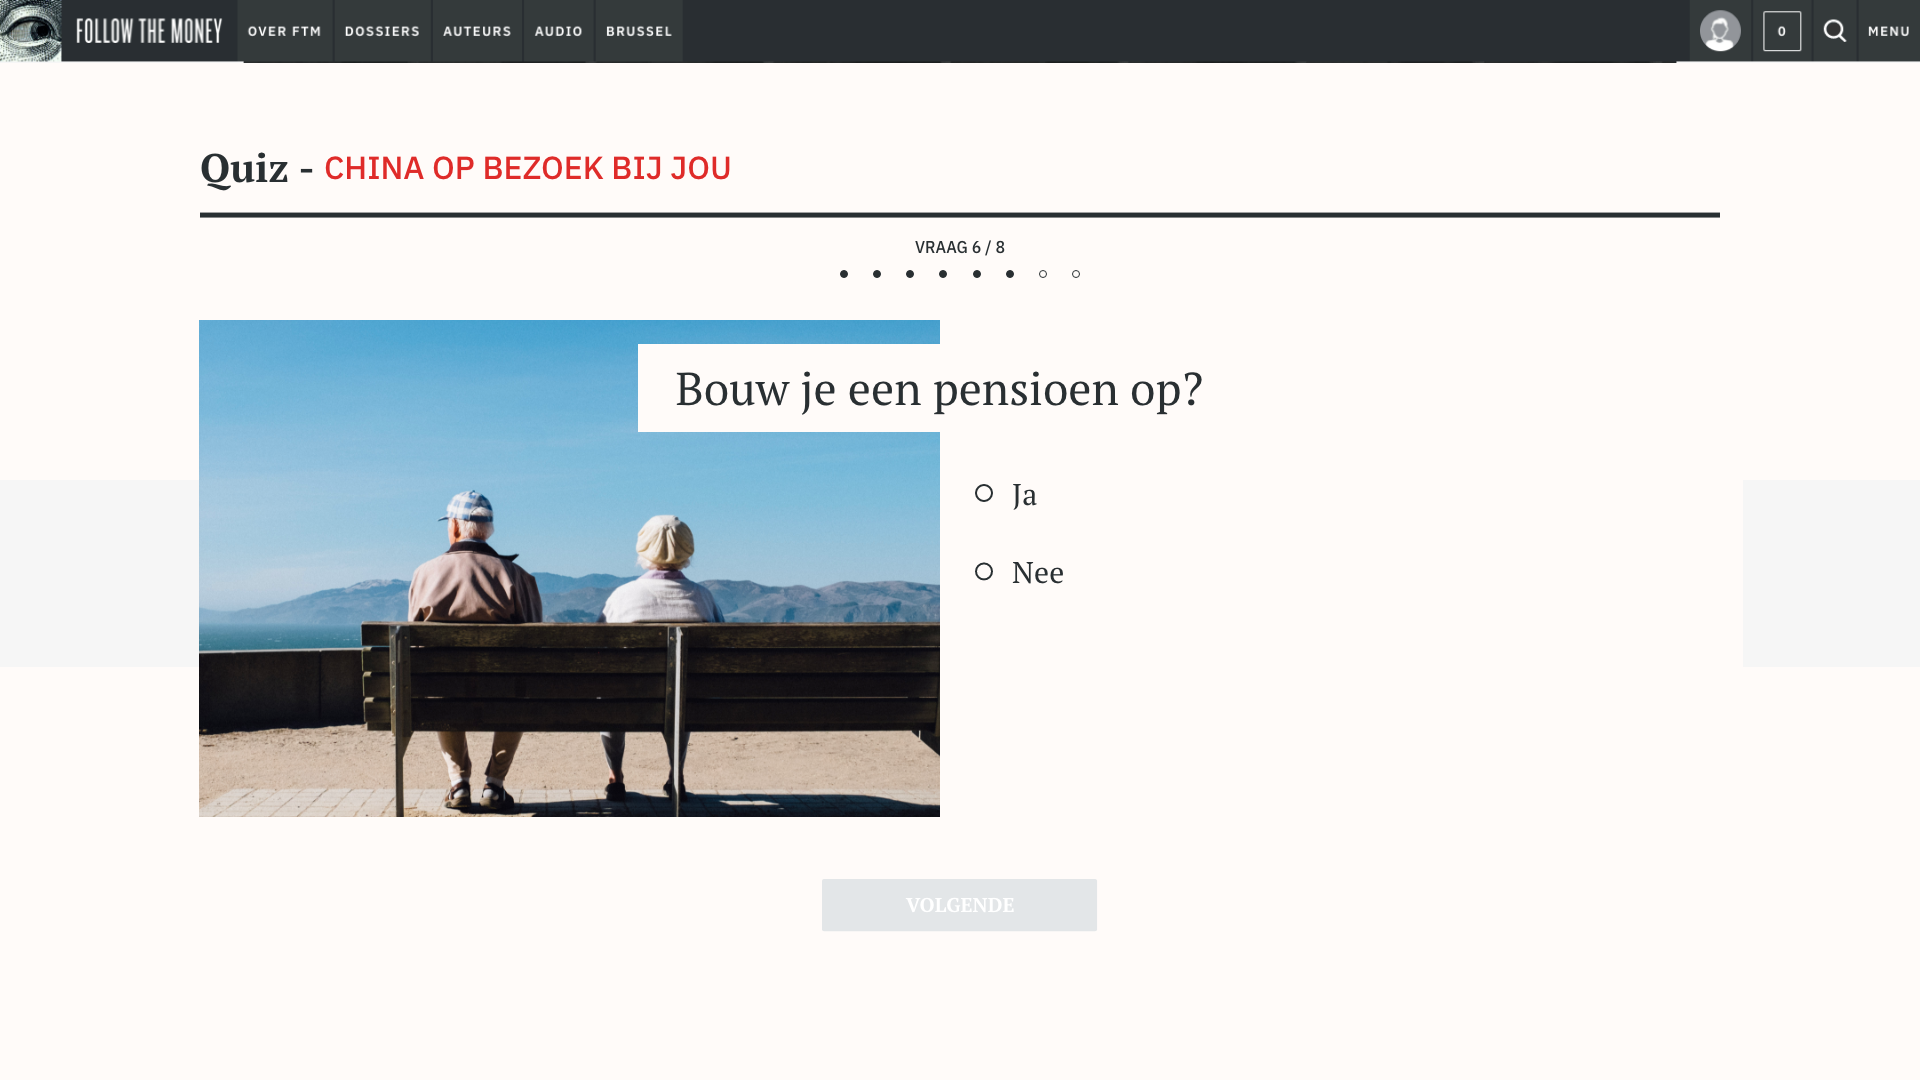 FOLLOW THE MONEY
OVER FTM
DOSSIERS
AUTEURS
AUDIO
BRUSSEL
0
MENU
Quiz - CHINA OP BEZOEK BIJ JOU
VRAAG 6 / 8
Bouw je een pensioen op?
Ja
Nee
VOLGENDE